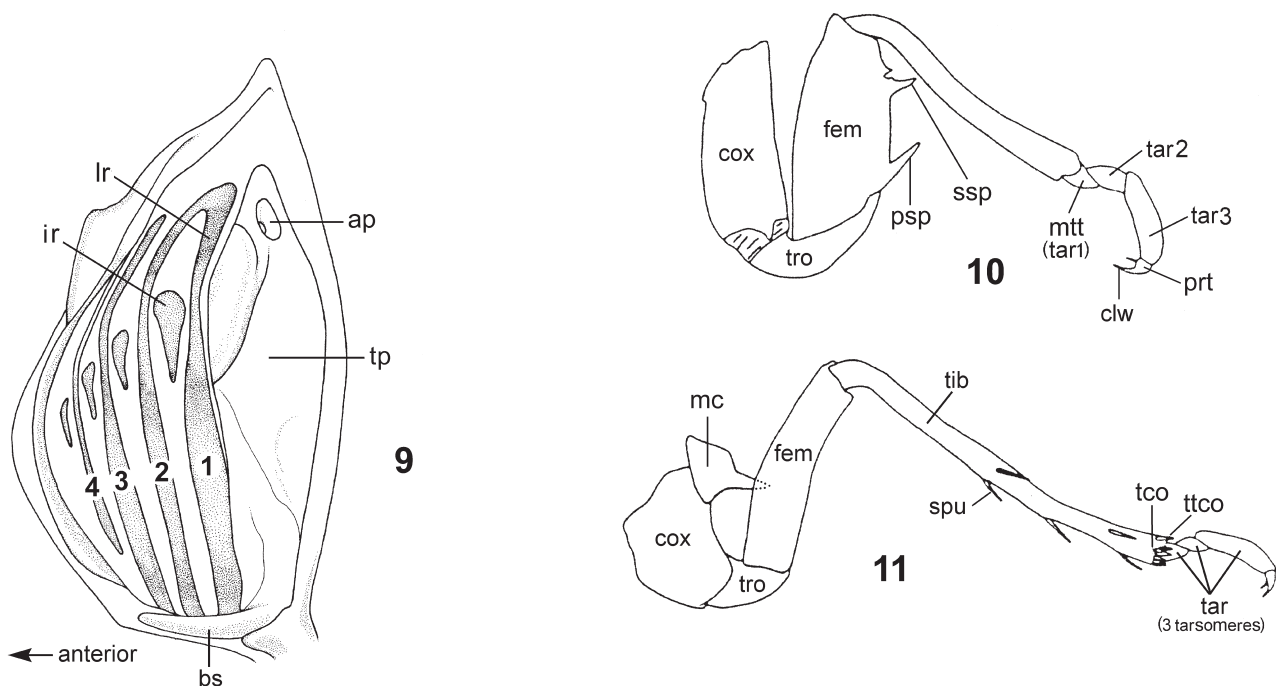 lr
ir
ap
tp
4 3 2 1
9
anterior
bs
cox
fem
tro
psp
ssp
mtt
(tar1)
tar2
tar3
prt
clw
10
mc
cox
tro
fem
tib
spu
tco
ttco
tar
(3 tarsomeres)
11